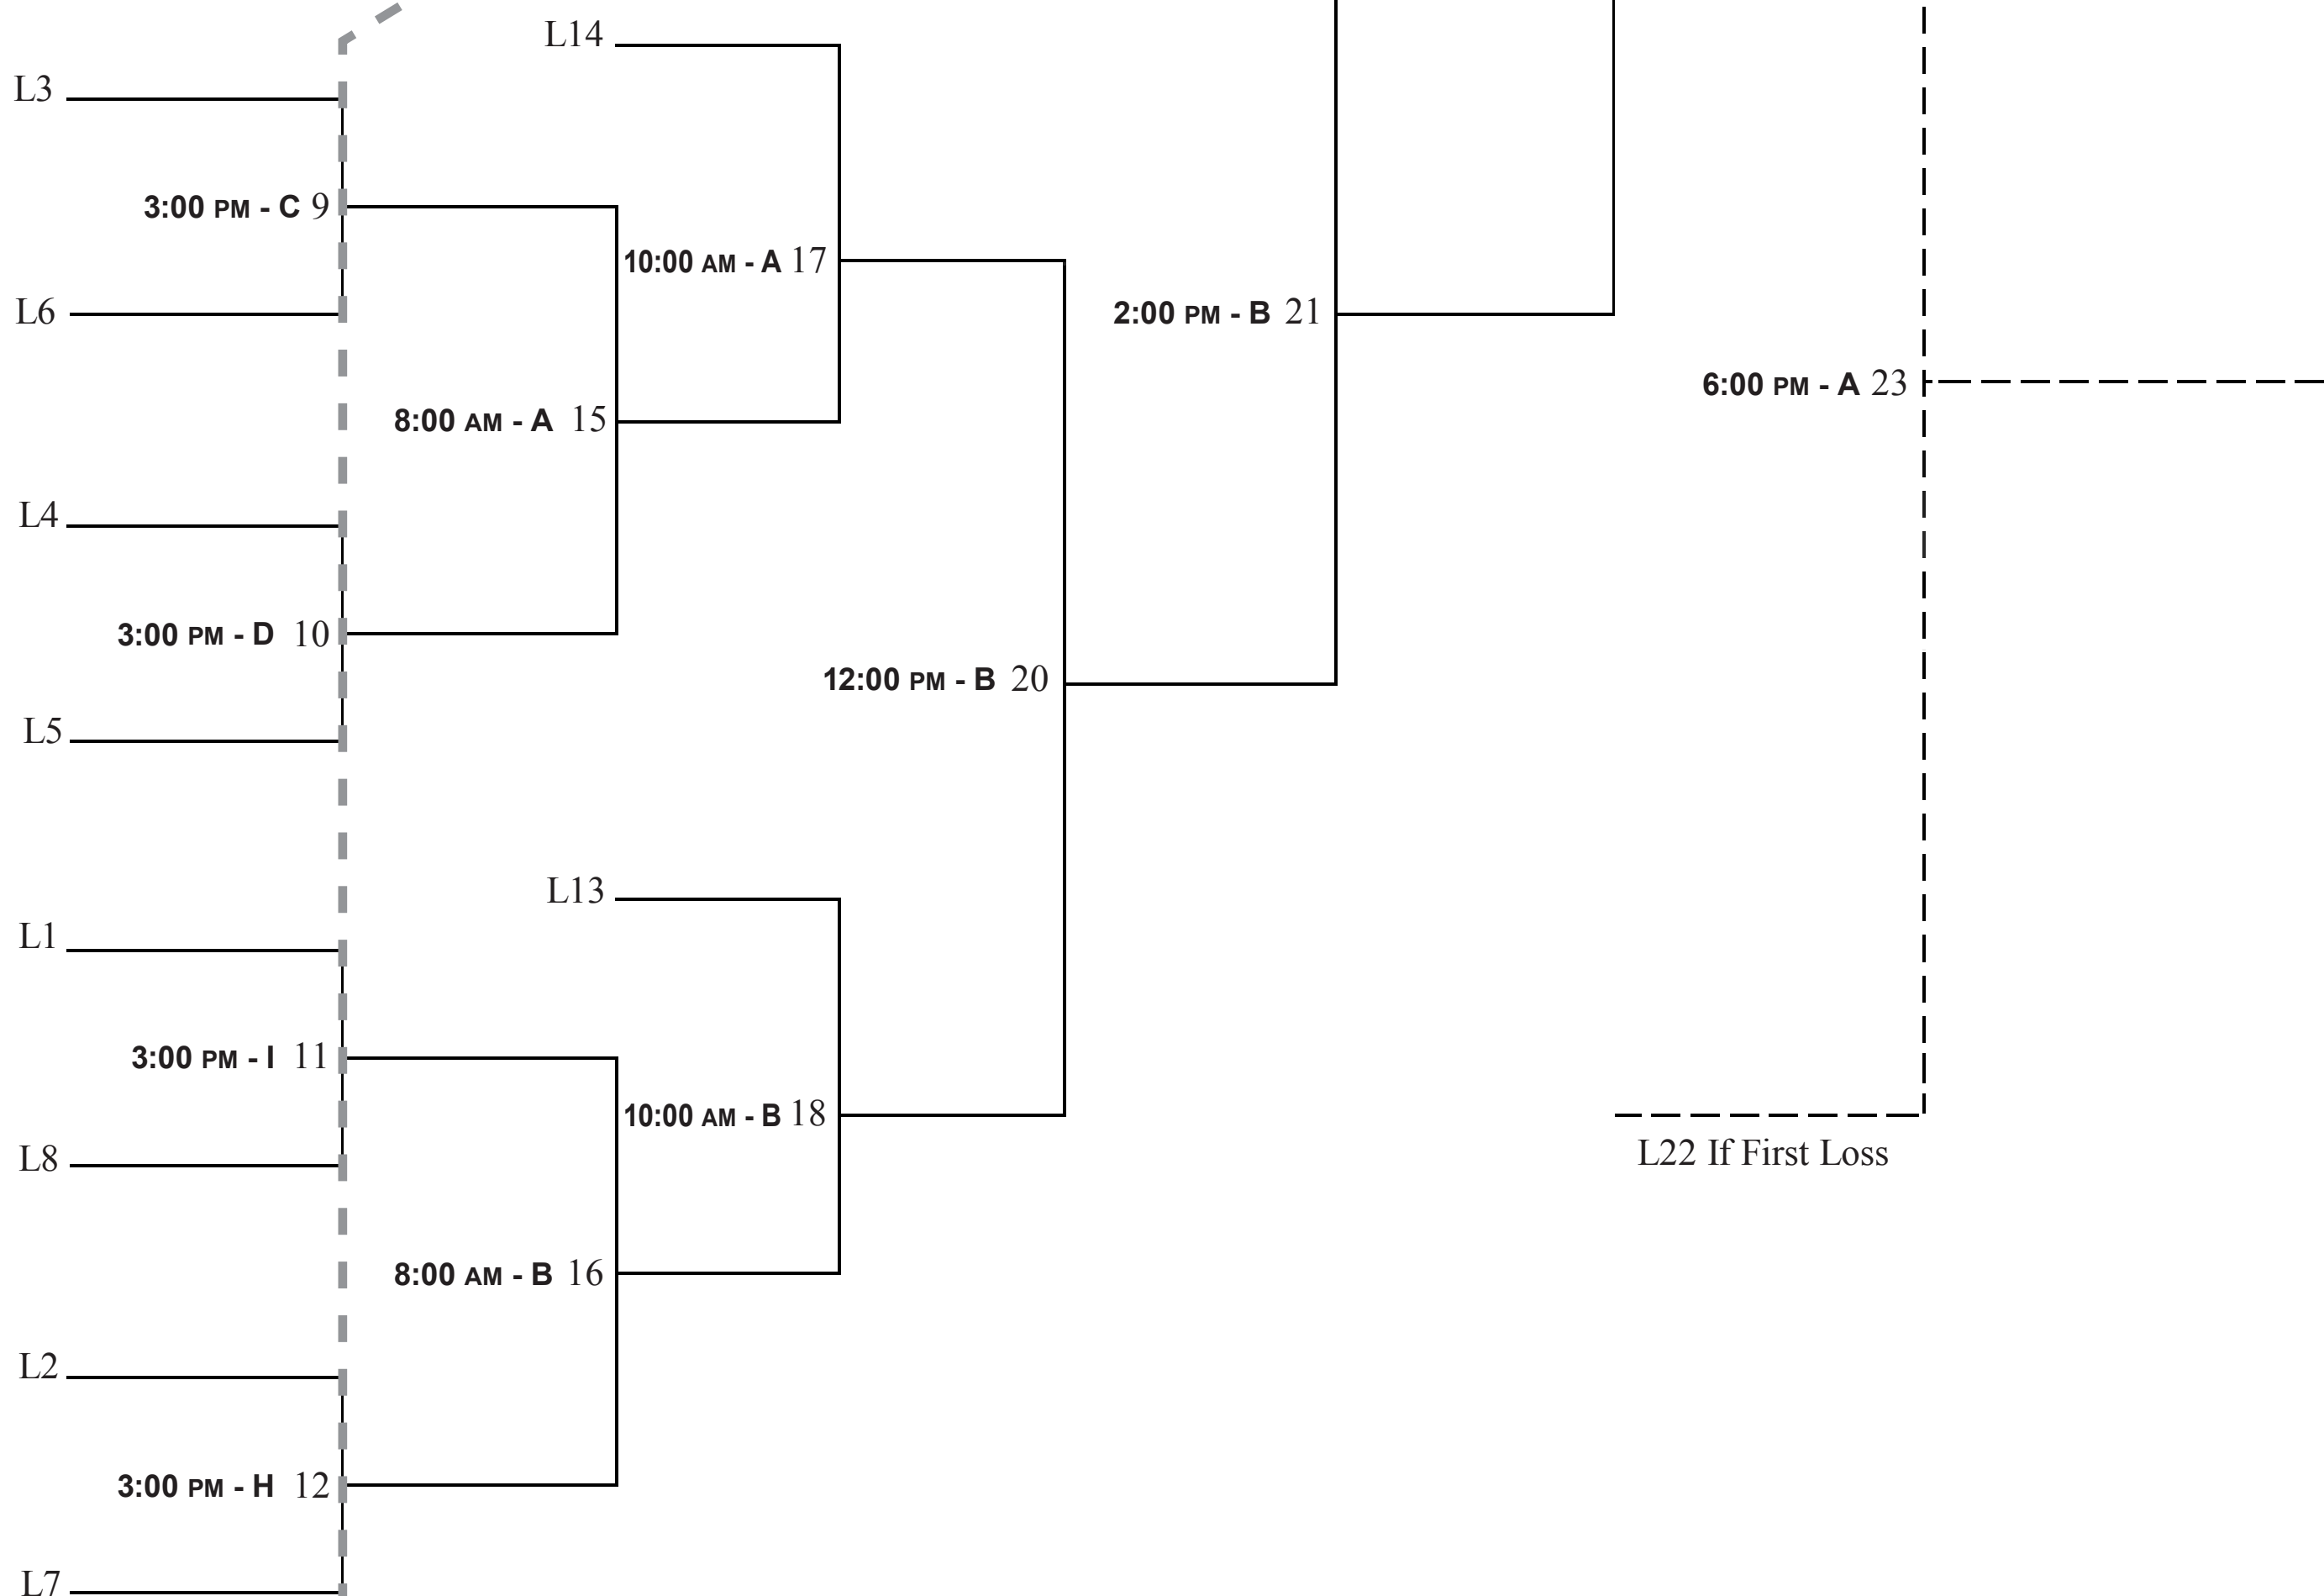 L14
L3
3:00 PM - C 9
10:00 AM - A 17
L6
2:00 PM - B 21
6:00 PM - A 23
8:00 AM - A 15
L4
3:00 PM - D 10
12:00 PM - B 20
L5
L13
L1
3:00 PM - I 11
10:00 AM - B 18
L8
L22 If First Loss
8:00 AM - B 16
L2
3:00 PM - H 12
L7